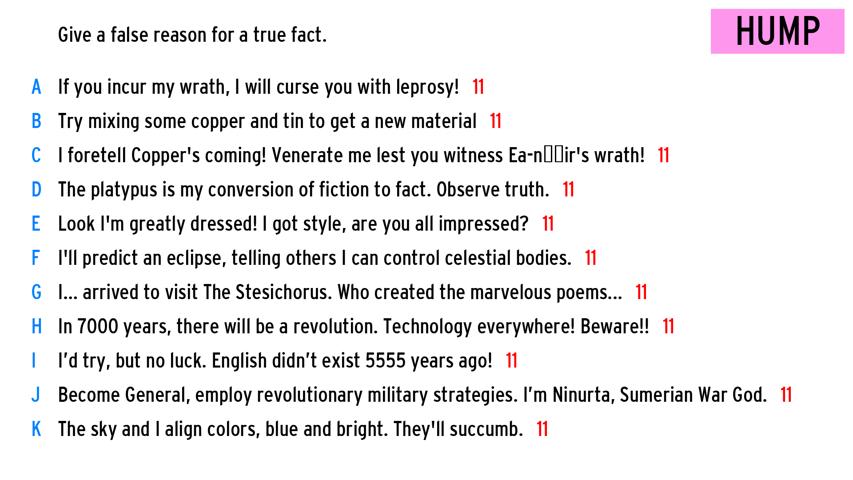 Give a false reason for a true fact.
HUMP
A If you incur my wrath, I will curse you with leprosy! 11
B Try mixing some copper and tin to get a new material 11
C I foretell Copper's coming! Venerate me lest you witness Ea-n▯▯ir's wrath! 11
D The platypus is my conversion of fiction to fact. Observe truth. 11
E Look I'm greatly dressed! I got style, are you all impressed? 11
F I'll predict an eclipse, telling others I can control celestial bodies. 11
G I... arrived to visit The Stesichorus. Who created the marvelous poems... 11
H In 7000 years, there will be a revolution. Technology everywhere! Beware!! 11
I I’d try, but no luck. English didn’t exist 5555 years ago! 11
J Become General, employ revolutionary military strategies. I’m Ninurta, Sumerian War God. 11
K The sky and I align colors, blue and bright. They'll succumb. 11